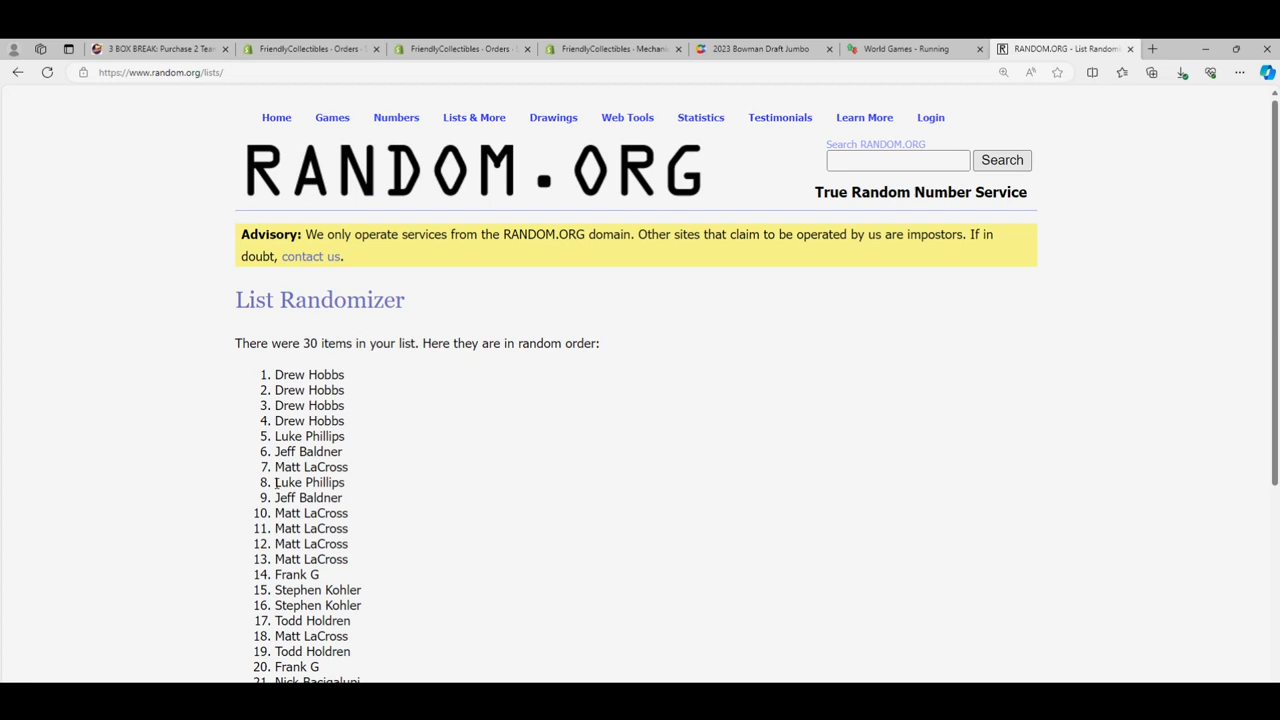 3 BOX BREAK: Purchase 2 Tea
FriendlyCollectibles · Orders ·
FriendlyCollectibles · Orders ·
FriendlyCollectibles · Mechani
2023 Bowman Draft Jumbo
World Games - Running
RANDOM.ORG - List Randomi
https://www.random.org/lists/
Home Games Numbers Lists & More Drawings Web Tools Statistics Testimonials Learn More Login
RANDOM.ORG
Search RANDOM.ORG
Search
True Random Number Service
Advisory: We only operate services from the RANDOM.ORG domain. Other sites that claim to be operated by us are impostors. If in
doubt, contact us.
List Randomizer
There were 30 items in your list. Here they are in random order:
1. Drew Hobbs
2. Drew Hobbs
3. Drew Hobbs
4. Drew Hobbs
5. Luke Phillips
6. Jeff Baldner
7. Matt LaCross
8. Luke Phillips
9. Jeff Baldner
10. Matt LaCross
11. Matt LaCross
12. Matt LaCross
13. Matt LaCross
14. Frank G
15. Stephen Kohler
16. Stephen Kohler
17. Todd Holdren
18. Matt LaCross
19. Todd Holdren
20. Frank G
21. Nick Bacigalupi